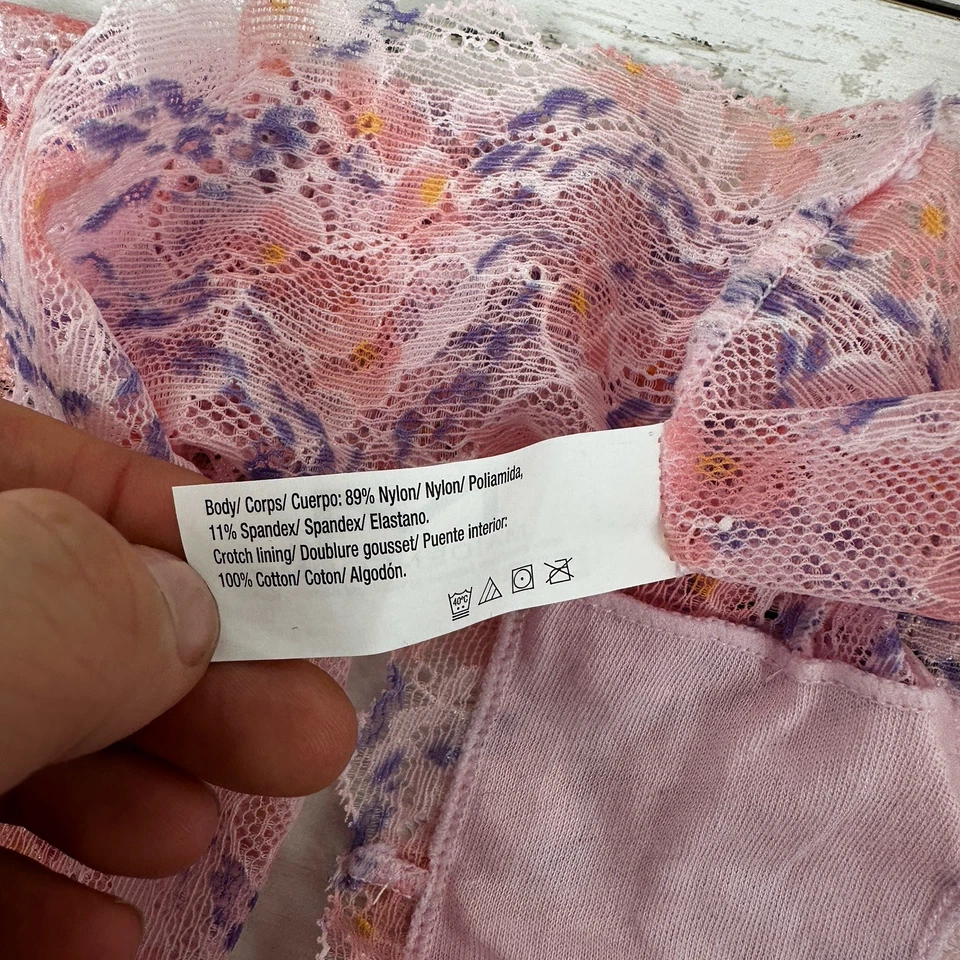 Body/ Corps/ Cuerpo: 89% Nylon/ Nylon/ Poliamida,
11% Spandex/ Spandex/ Elastano.
Crotch lining/ Doublure gousset/ Puente interior:
100% Cotton/ Coton/ Algodón.
40°C